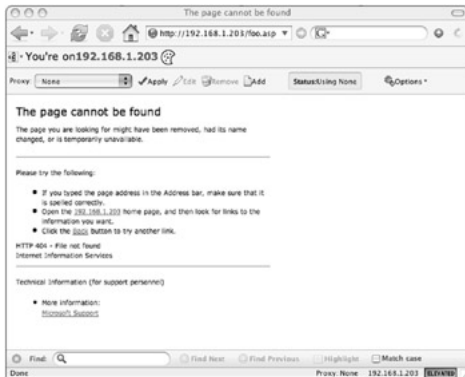 The page cannot be found
http://192.168.1.203/foo.asp
You're on192.168.1.203
Proxy: None Apply Edit Remove Add Status:Using None Options
The page cannot be found
The page you are looking for might have been removed, had its name
changed, or is temporarily unavailable.
Please try the following:
If you typed the page address in the Address bar, make sure that it
is spelled correctly.
Open the 192.168.1.203 home page, and then look for links to the
information you want.
Click the Back button to try another link.
HTTP 404 - File not found
Internet Information Services
Technical Information (for support personnel)
More information:
Microsoft Support
Find: Find Next Find Previous Highlight Match case
Done Proxy: None 192.168.1.203 ELEVATED